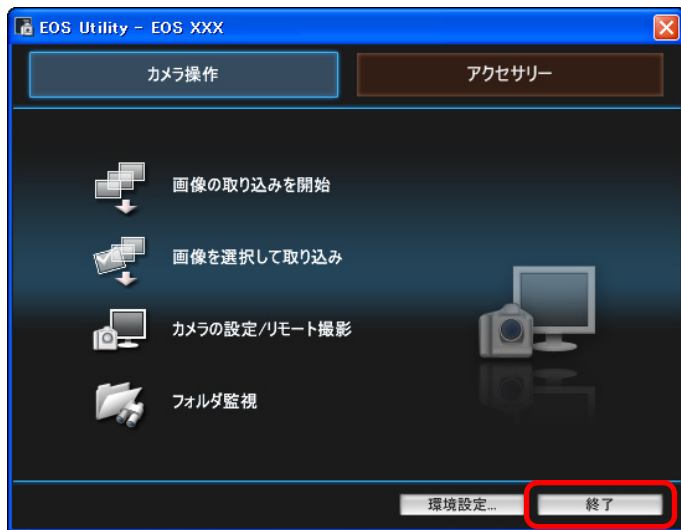 EOS Utility - EOS XXX
カメラ操作
アクセサリー
画像の取り込みを開始
画像を選択して取り込み
カメラの設定/リモート撮影
フォルダ監視
環境設定...
終了